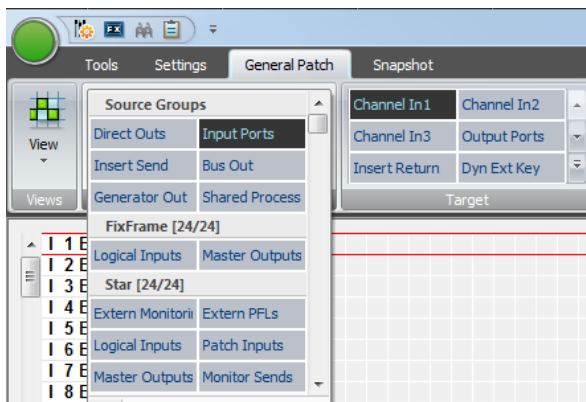 FX
Tools Settings General Patch Snapshot
View
Views
Source Groups
Direct Outs Input Ports
Insert Send Bus Out
Generator Out Shared Process
FixFrame [24/24]
Logical Inputs Master Outputs
Star [24/24]
Extern Monitorin Extern PFLs
Logical Inputs Patch Inputs
Master Outputs Monitor Sends
Channel In1 Channel In2
Channel In3 Output Ports
Insert Return Dyn Ext Key
Target
I 1 E
I 2 E
I 3 E
I 4 E
I 5 E
I 6 E
I 7 E
I 8 E